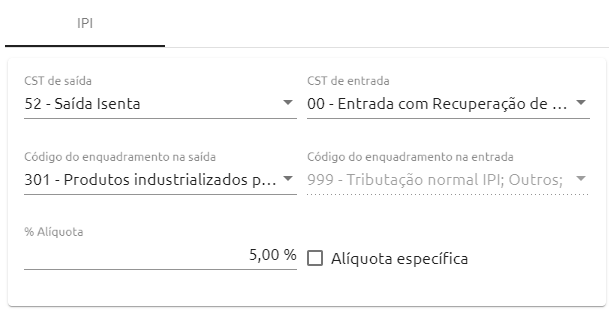 IPI
CST de saída
52 - Saída Isenta
CST de entrada
00 - Entrada com Recuperação de ...
Código do enquadramento na saída
301 - Produtos industrializados p...
Código do enquadramento na entrada
999 - Tributação normal IPI; Outros;
% Alíquota
5,00 %
Alíquota específica